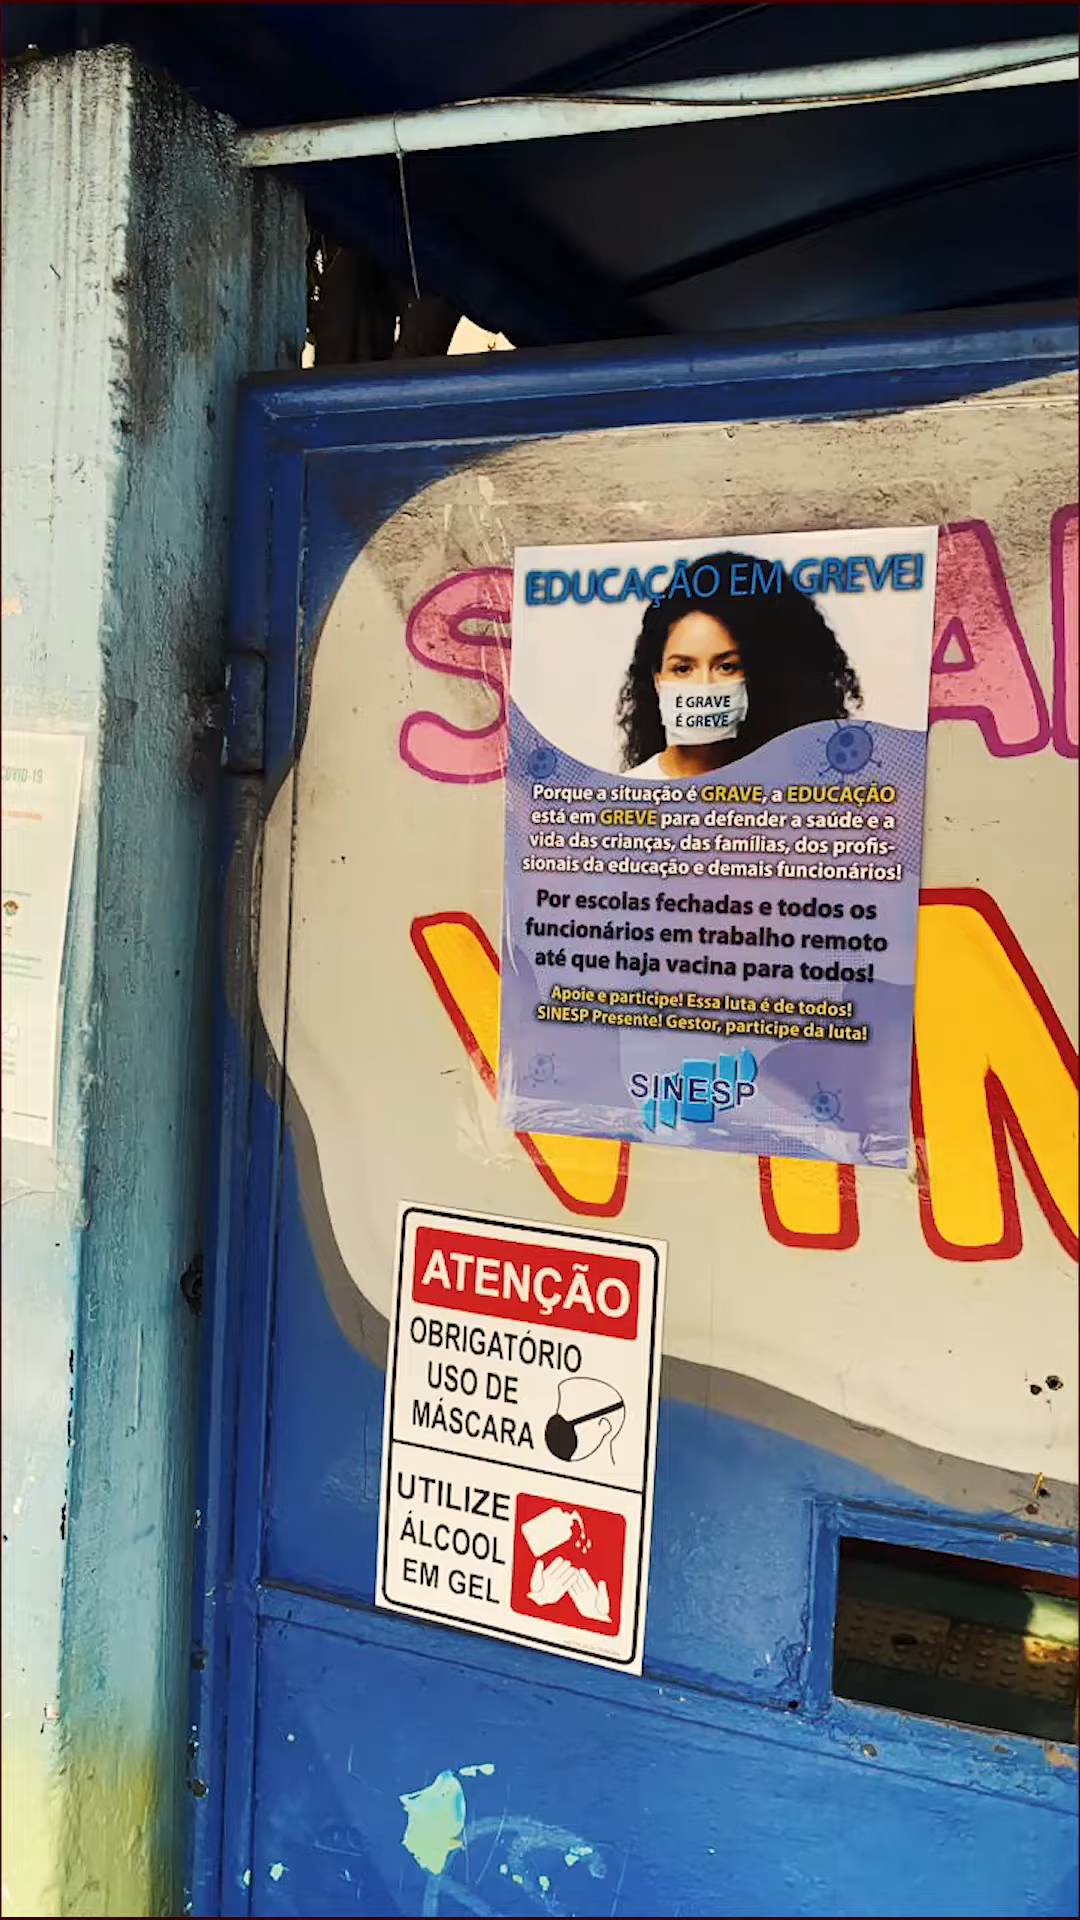 COVID-19
S
A
EDUCAÇÃO EM GREVE!
É GRAVE
É GREVE
Porque a situação é GRAVE, a EDUCAÇÃO
está em GREVE para defender a saúde e a
vida das crianças, das famílias, dos profis-
sionais da educação e demais funcionários!
Por escolas fechadas e todos os
funcionários em trabalho remoto
até que haja vacina para todos!
Apoie e participe! Essa luta é de todos!
SINESP Presente! Gestor, participe da luta!
SINESP
ATENÇÃO
OBRIGATÓRIO
USO DE
MÁSCARA
UTILIZE
ÁLCOOL
EM GEL